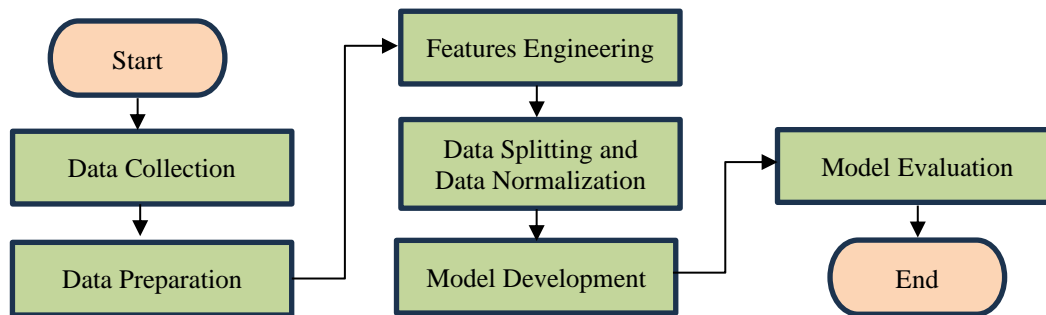 Start
Data Collection
Data Preparation
Features Engineering
Data Splitting and
Data Normalization
Model Development
Model Evaluation
End